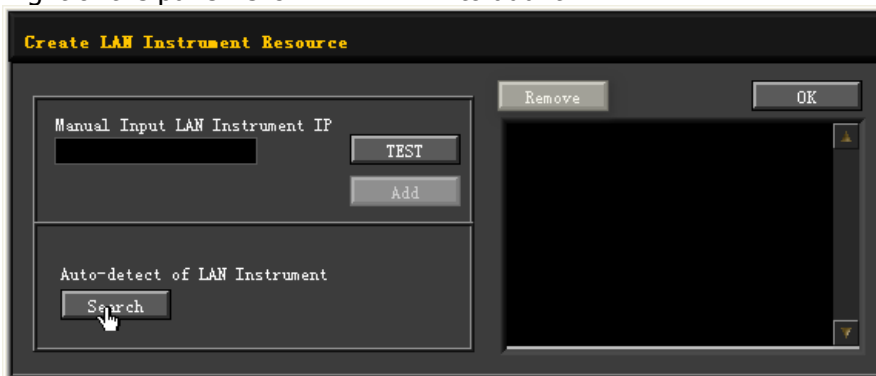 Create LAN Instrument Resource
Remove
OK
Manual Input LAN Instrument IP
TEST
Add
Auto-detect of LAN Instrument
Search